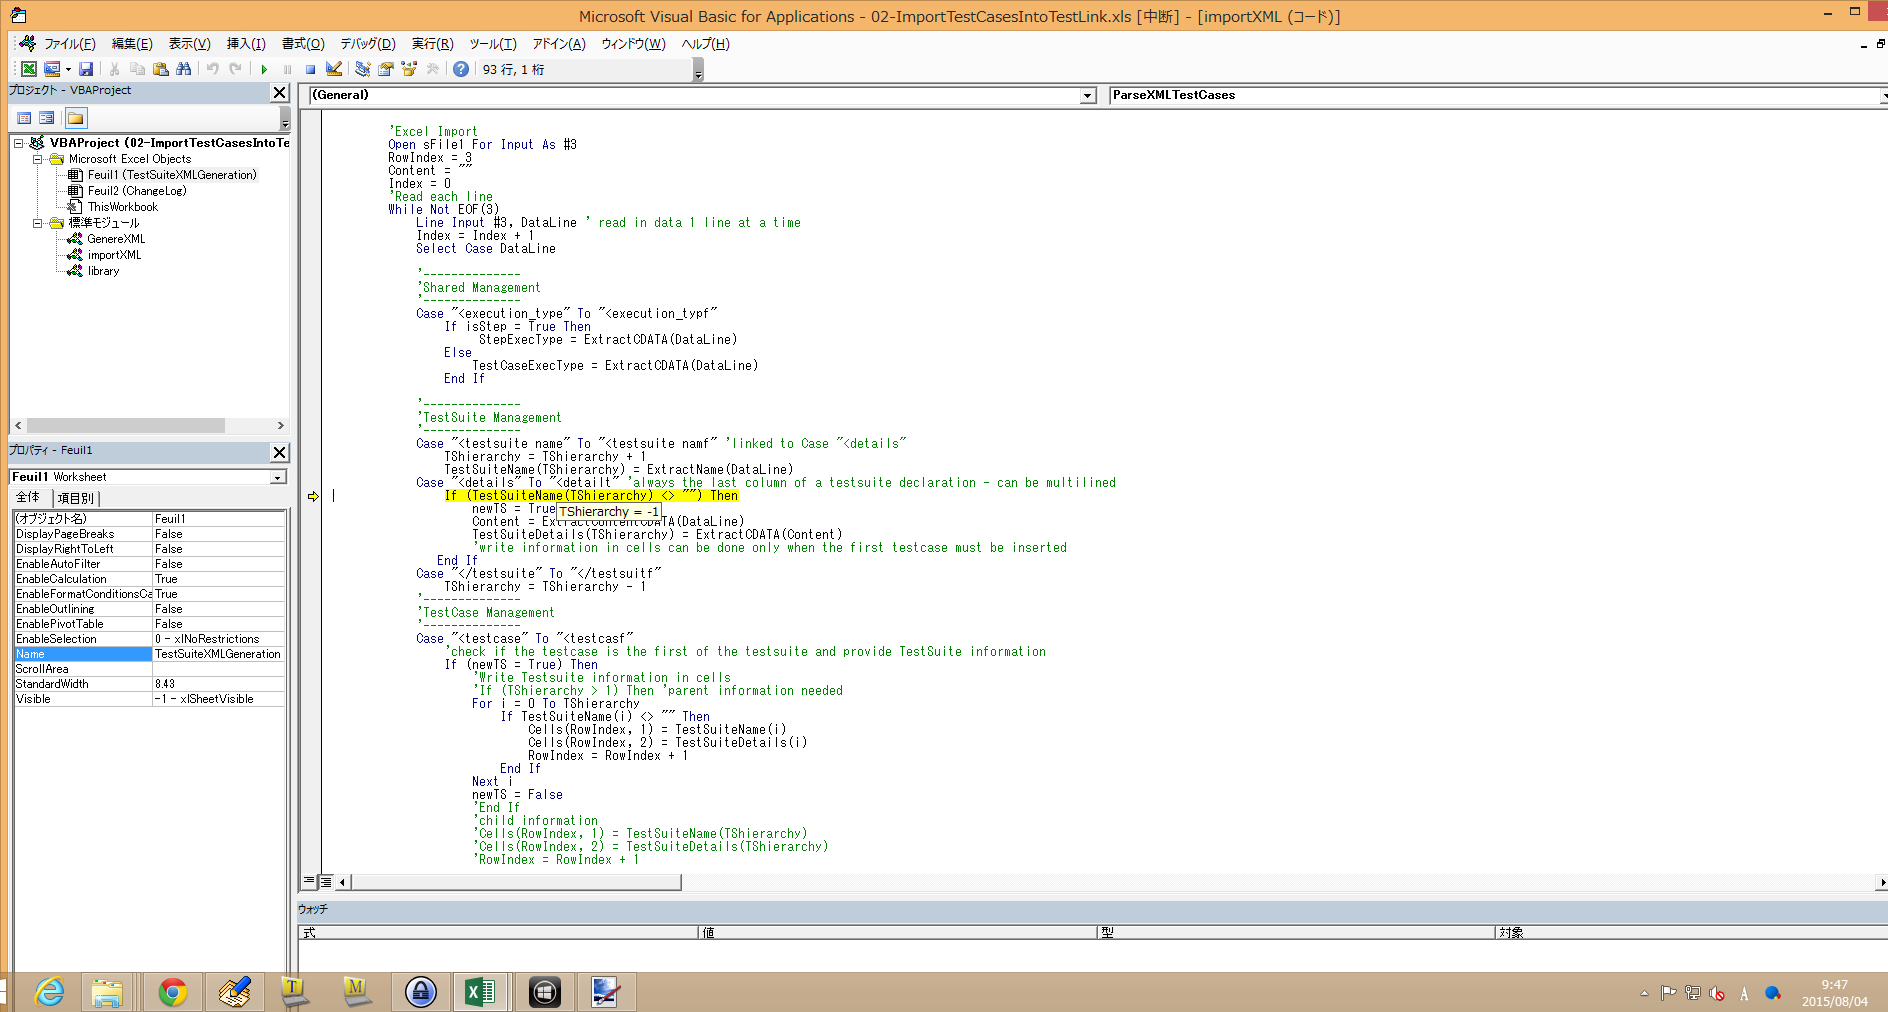 Microsoft Visual Basic for Applications - 02-ImportTestCasesIntoTestLink.xls [中断] - [importXML (コード)]
ファイル(F) 編集(E) 表示(V) 挿入(I) 書式(O) デバッグ(D) 実行(R) ツール(T) アドイン(A) ウィンドウ(W) ヘルプ(H)
93 行, 1 桁
プロジェクト - VBAProject
VBAProject (02-ImportTestCasesIntoTe
Microsoft Excel Objects
Feuil1 (TestSuiteXMLGeneration)
Feuil2 (ChangeLog)
ThisWorkbook
標準モジュール
GenereXML
importXML
library
プロパティ - Feuil1
Feuil1 Worksheet
全体 項目別
(オブジェクト名) Feuil1
DisplayPageBreaks False
DisplayRightToLeft False
EnableAutoFilter False
EnableCalculation True
EnableFormatConditionsCa True
EnableOutlining False
EnablePivotTable False
EnableSelection 0 - xlNoRestrictions
Name TestSuiteXMLGeneration
ScrollArea
StandardWidth 8.43
Visible -1 - xlSheetVisible
(General) ParseXMLTestCases
'Excel Import
Open sFile1 For Input As #3
RowIndex = 3
Content = ""
Index = 0
'Read each line
While Not EOF(3)
Line Input #3, DataLine ' read in data 1 line at a time
Index = Index + 1
Select Case DataLine
'--------------
'Shared Management
'--------------
Case "<execution_type" To "<execution_typf"
If isStep = True Then
StepExecType = ExtractCDATA(DataLine)
Else
TestCaseExecType = ExtractCDATA(DataLine)
End If
'--------------
'TestSuite Management
'--------------
Case "<testsuite name" To "<testsuite namf" 'linked to Case "<details"
TShierarchy = TShierarchy + 1
TestSuiteName(TShierarchy) = ExtractName(DataLine)
Case "<details" To "<detailt" 'always the last column of a testsuite declaration - can be multilined
If (TestSuiteName(TShierarchy) <> "") Then
newTS = True
TShierarchy = -1
Content = ExtractContentCDATA(DataLine)
TestSuiteDetails(TShierarchy) = ExtractCDATA(Content)
'write information in cells can be done only when the first testcase must be inserted
End If
Case "</testsuite" To "</testsuitf"
TShierarchy = TShierarchy - 1
'--------------
'TestCase Management
'--------------
Case "<testcase" To "<testcasf"
'check if the testcase is the first of the testsuite and provide TestSuite information
If (newTS = True) Then
'Write Testsuite information in cells
'If (TShierarchy > 1) Then 'parent information needed
For i = 0 To TShierarchy
If TestSuiteName(i) <> "" Then
Cells(RowIndex, 1) = TestSuiteName(i)
Cells(RowIndex, 2) = TestSuiteDetails(i)
RowIndex = RowIndex + 1
End If
Next i
newTS = False
'End If
'child information
'Cells(RowIndex, 1) = TestSuiteName(TShierarchy)
'Cells(RowIndex, 2) = TestSuiteDetails(TShierarchy)
'RowIndex = RowIndex + 1
ウォッチ
式 値 型 対象
9:47
2015/08/04